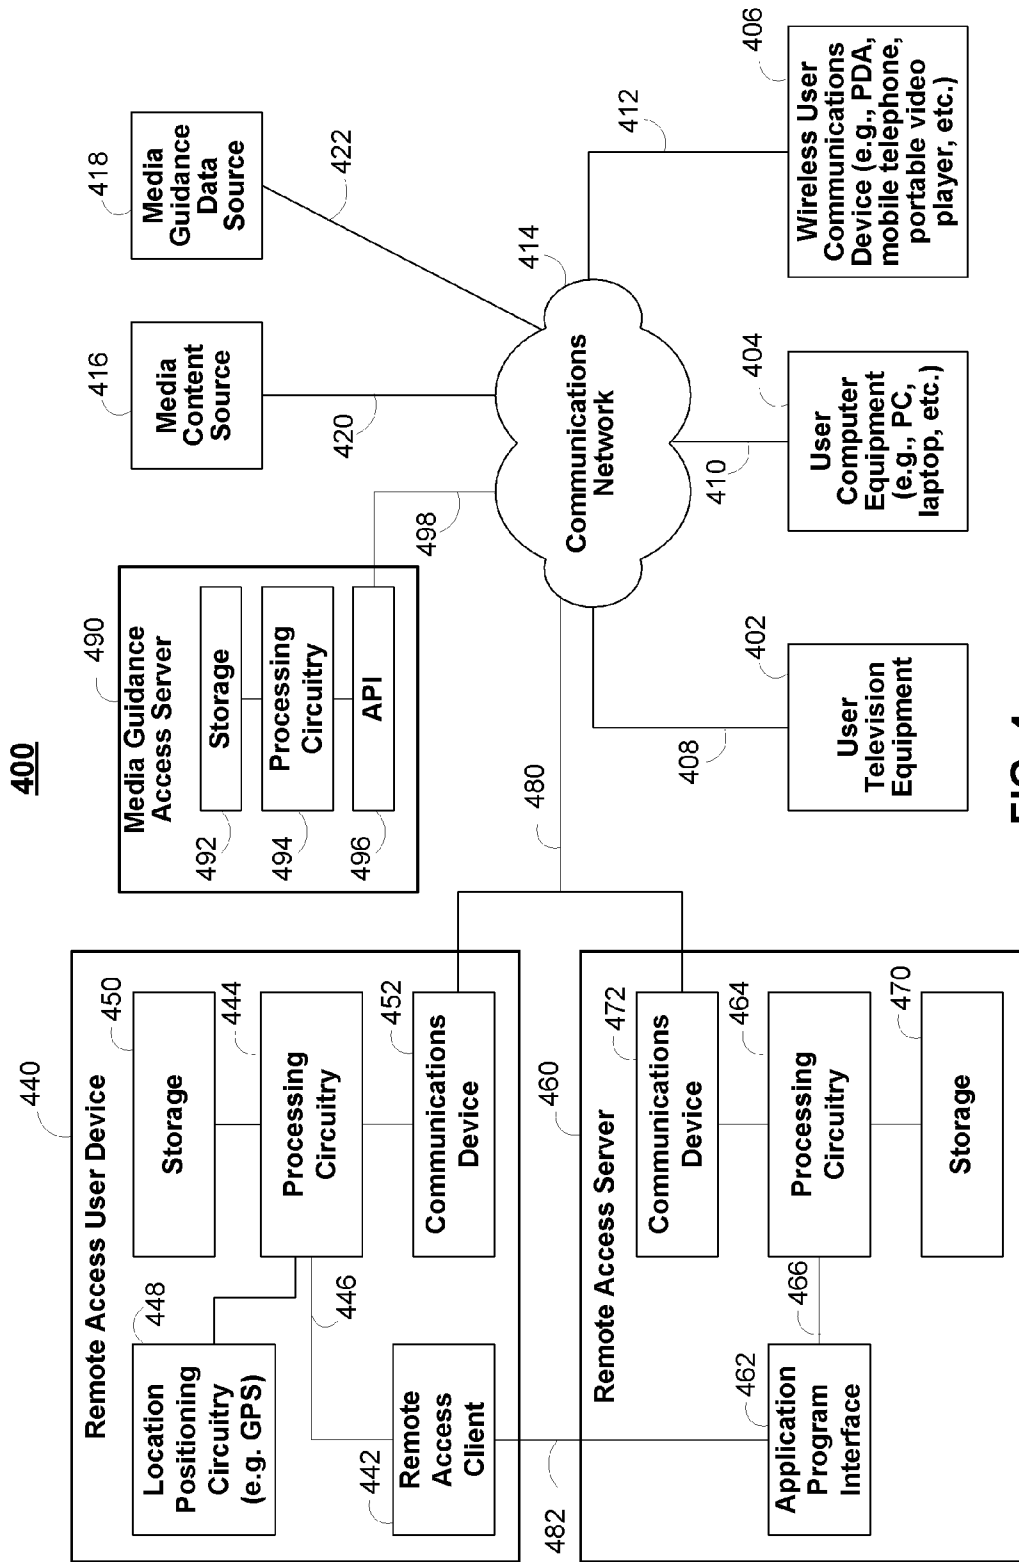 400
440
Remote Access User Device
448
Location
Positioning
Circuitry
(e.g. GPS)
450
Storage
444
Processing
Circuitry
446
442
Remote
Access
Client
452
Communications
Device
482
460
Remote Access Server
472
Communications
Device
464
Processing
Circuitry
466
462
Application
Program
Interface
470
Storage
480
490
Media Guidance
Access Server
492
Storage
494
Processing
Circuitry
496
API
498
416
Media
Content
Source
420
418
Media
Guidance
Data
Source
422
414
Communications
Network
408
402
User
Television
Equipment
410
404
User
Computer
Equipment
(e.g., PC,
laptop, etc.)
412
406
Wireless User
Communications
Device (e.g., PDA,
mobile telephone,
portable video
player, etc.)
FIG